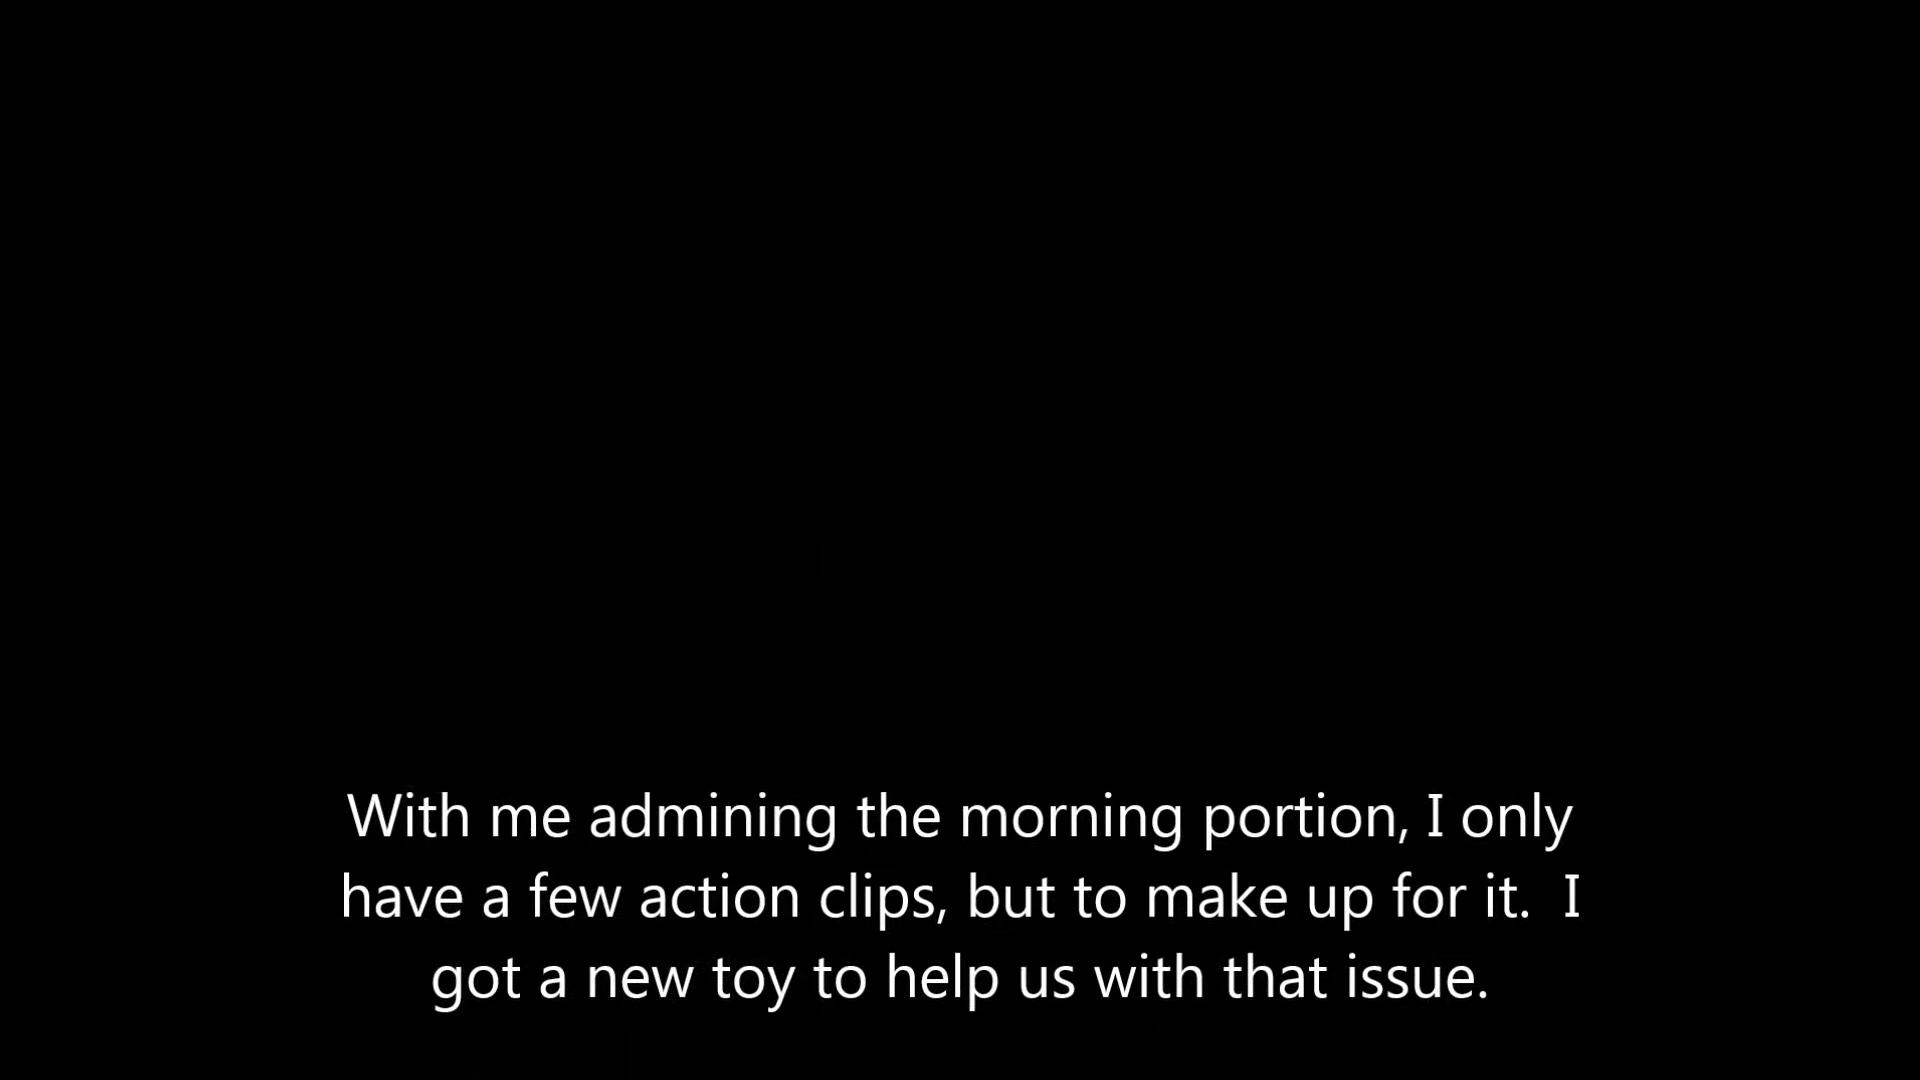 With me admining the morning portion, I only
have a few action clips, but to make up for it.  I
got a new toy to help us with that issue.